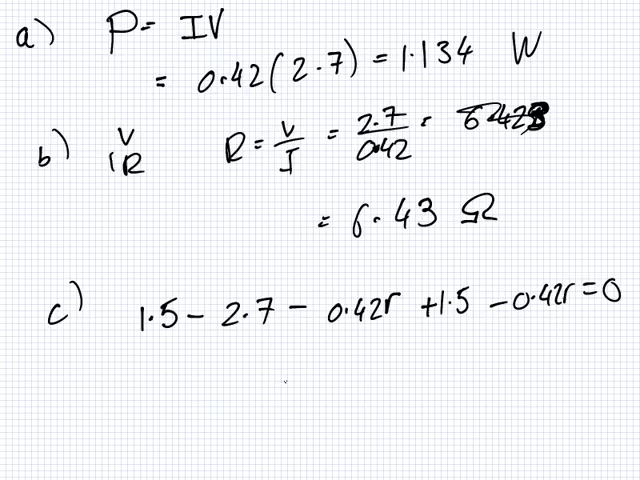 a) P = IV
= 0.42(2.7) = 1.134 W
b) V
IR R = V/I = 2.7/0.42 =
= 6.43 Ω
c) 1.5 - 2.7 - 0.42r + 1.5 - 0.42r = 0